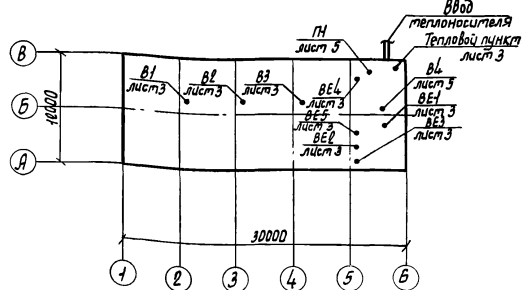 Ввод
теплоносителя
ПН
лист 5
Тепловой пункт
лист 3
В
В1
лист 3
В2
лист 3
В3
лист 3
ВЕ4
лист 3
В4
лист 5
ВЕ1
лист 3
Б
12000
ВЕ5
лист 3
ВЕ3
лист 3
ВЕ2
лист 3
А
30000
1
2
3
4
5
6